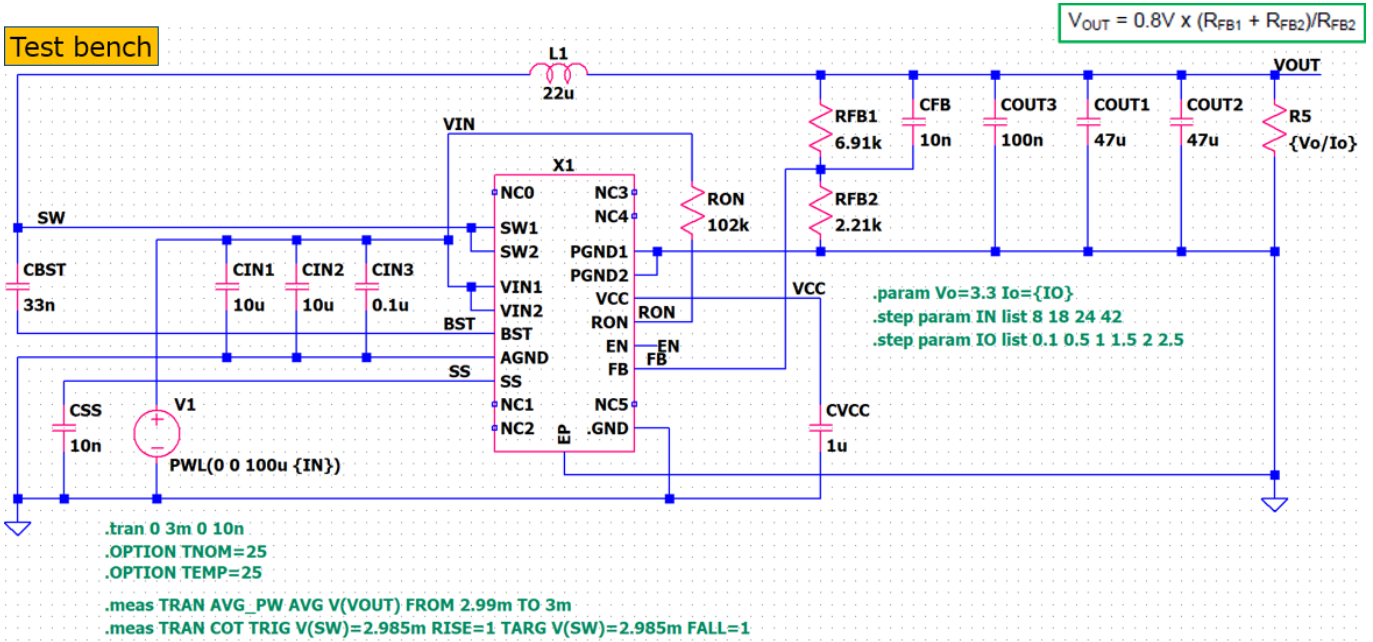 V_OUT = 0.8V x (R_FB1 + R_FB2)/R_FB2
Test bench
L1
22u
VOUT
RFB1
6.91k
CFB
10n
COUT3
100n
COUT1
47u
COUT2
47u
R5
{Vo/Io}
VIN
X1
NC0
NC3
NC4
RON
102k
RFB2
2.21k
SW
SW1
SW2
PGND1
PGND2
CBST
33n
CIN1
10u
CIN2
10u
CIN3
0.1u
VIN1
VIN2
VCC
VCC
RON
RON
BST
BST
EN
EN
AGND
FB
FB
SS
SS
.param Vo=3.3 Io={IO}
.step param IN list 8 18 24 42
.step param IO list 0.1 0.5 1 1.5 2 2.5
CSS
10n
V1
PWL(0 0 100u {IN})
NC1
NC2
NC5
.GND
EP
CVCC
1u
.tran 0 3m 0 10n
.OPTION TNOM=25
.OPTION TEMP=25
.meas TRAN AVG_PW AVG V(VOUT) FROM 2.99m TO 3m
.meas TRAN COT TRIG V(SW)=2.985m RISE=1 TARG V(SW)=2.985m FALL=1